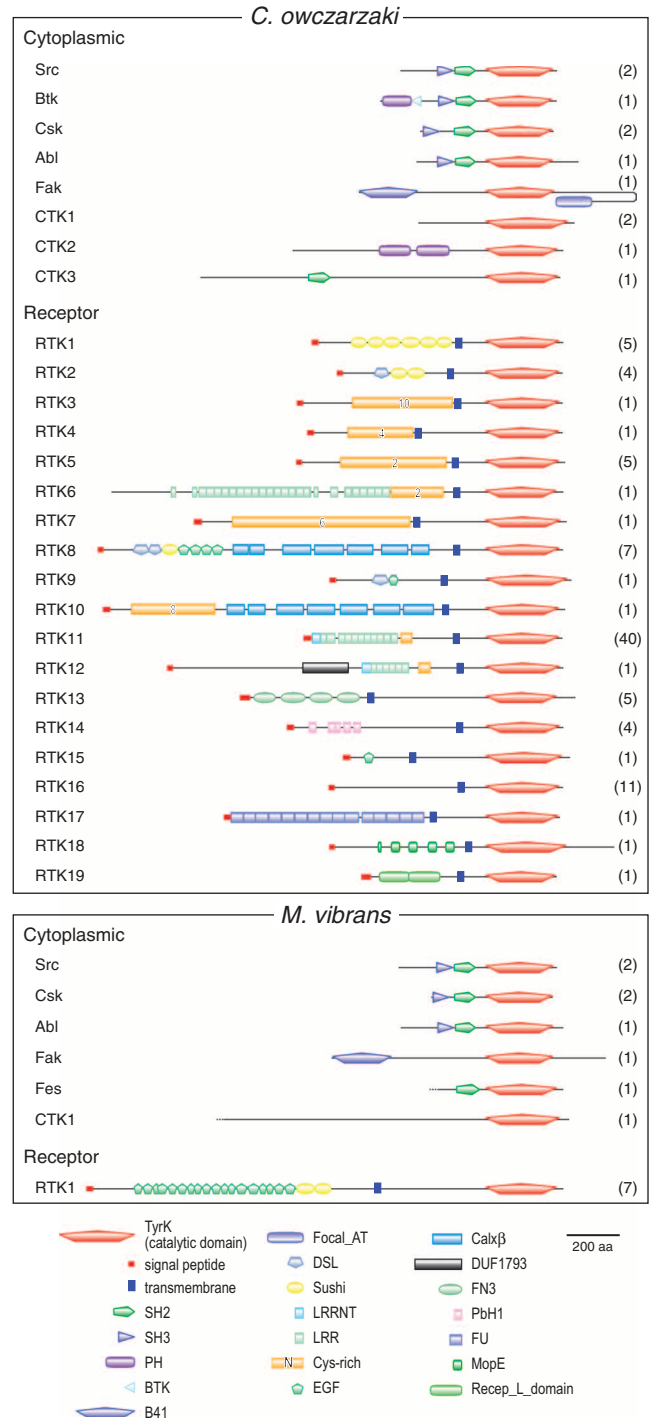 C. owczarzaki
Cytoplasmic
Src (2)
Btk (1)
Csk (2)
Abl (1)
Fak (1)
CTK1 (2)
CTK2 (1)
CTK3 (1)
Receptor
RTK1 (5)
RTK2 (4)
RTK3 10 (1)
RTK4 4 (1)
RTK5 2 (5)
RTK6 2 (1)
RTK7 6 (1)
RTK8 (7)
RTK9 (1)
RTK10 8 (1)
RTK11 (40)
RTK12 (1)
RTK13 (5)
RTK14 (4)
RTK15 (1)
RTK16 (11)
RTK17 (1)
RTK18 (1)
RTK19 (1)
M. vibrans
Cytoplasmic
Src (2)
Csk (2)
Abl (1)
Fak (1)
Fes (1)
CTK1 (1)
Receptor
RTK1 (7)
TyrK
(catalytic domain)
signal peptide
transmembrane
SH2
SH3
PH
BTK
B41
Focal_AT
DSL
Sushi
LRRNT
LRR
N Cys-rich
EGF
Calxβ
DUF1793
FN3
PbH1
FU
MopE
Recep_L_domain
200 aa